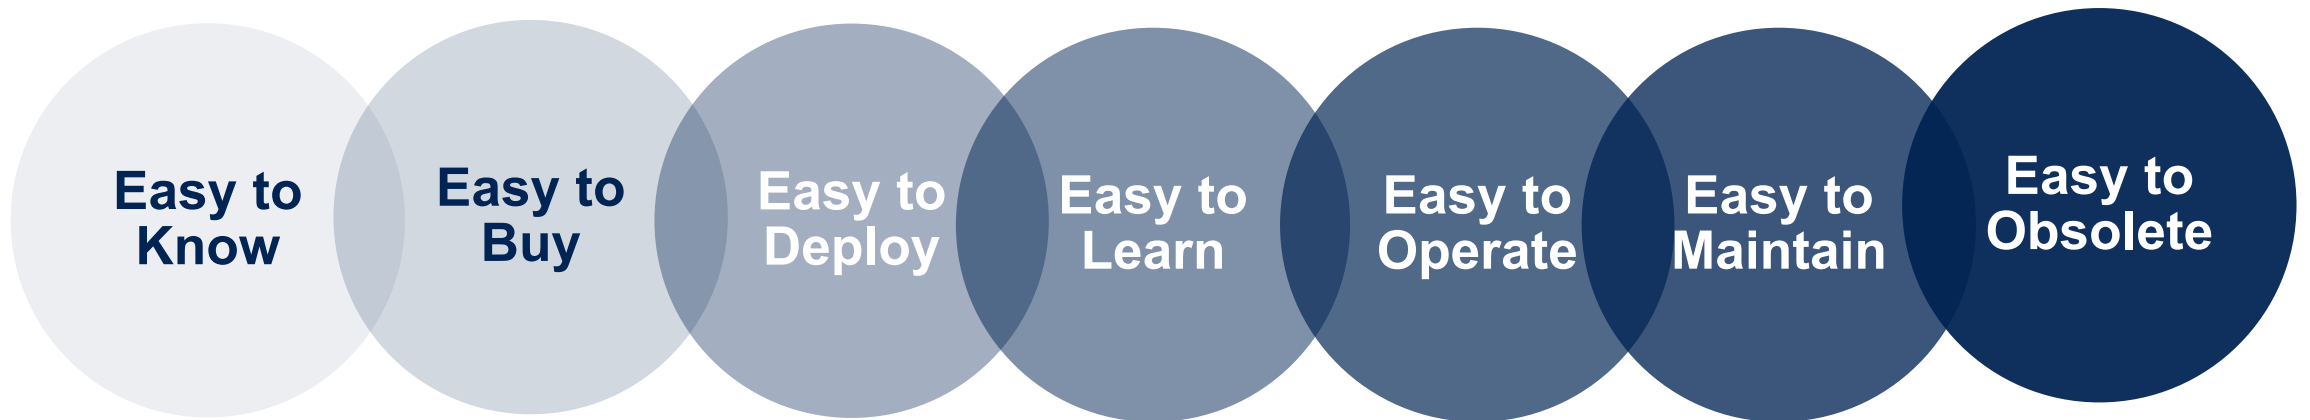 Easy to
Know
Easy to
Buy
Easy to
Deploy
Easy to
Learn
Easy to
Operate
Easy to
Maintain
Easy to
Obsolete